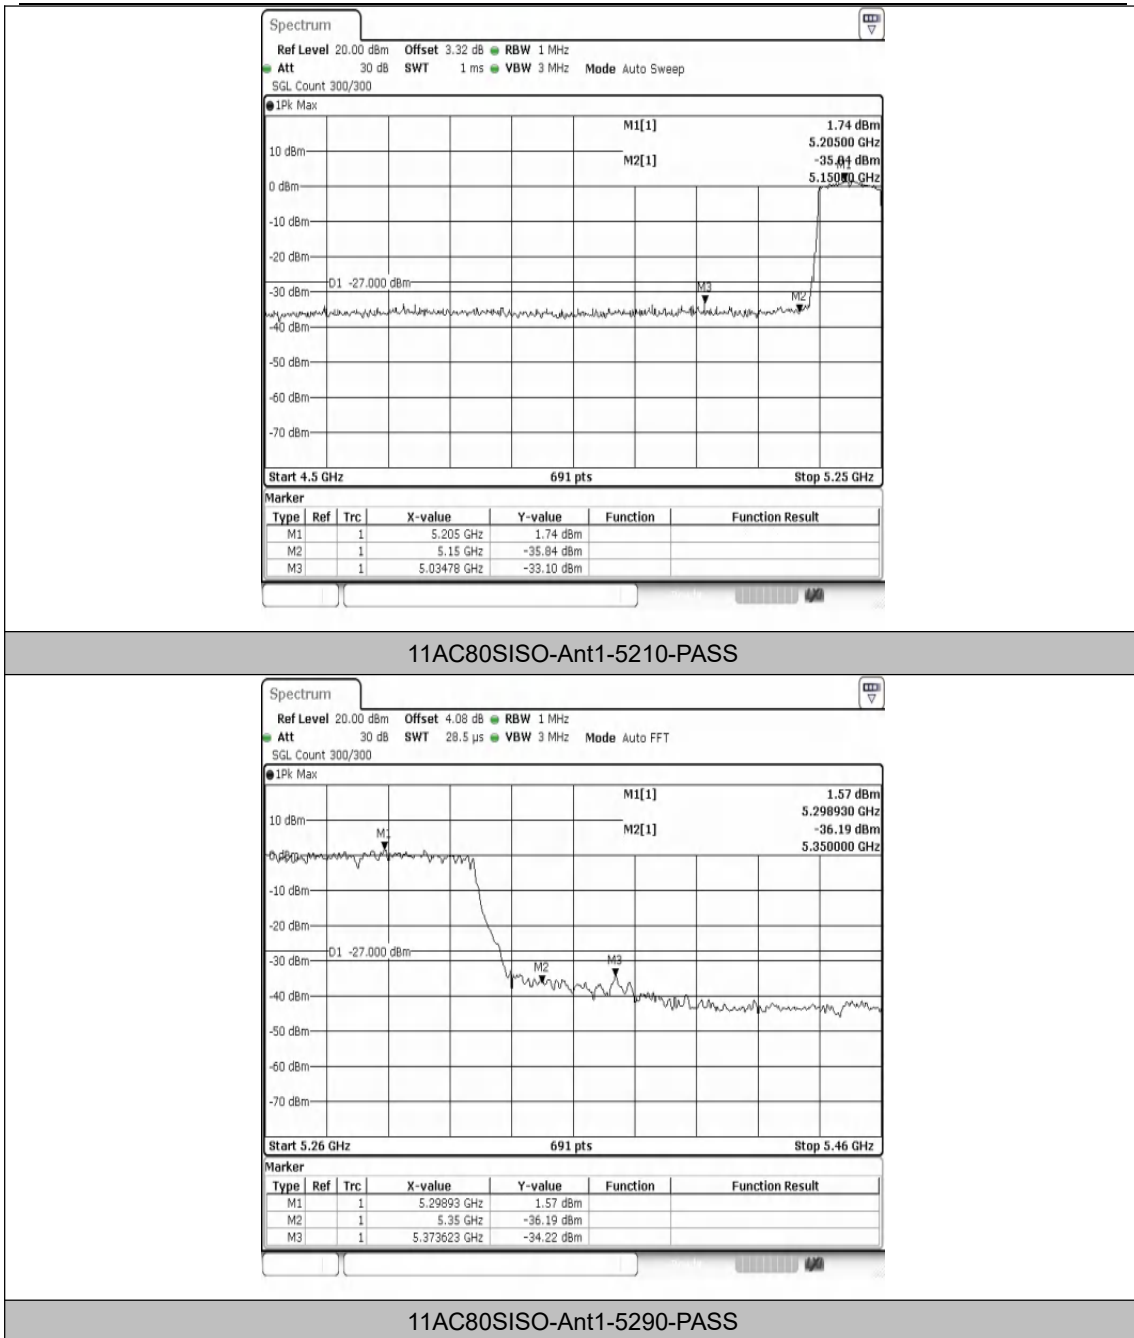 Spectrum
Ref Level 20.00 dBm Offset 3.32 dB RBW 1 MHz
Att 30 dB SWT 1 ms VBW 3 MHz Mode Auto Sweep
SGL Count 300/300
1Pk Max
M1[1] 1.74 dBm
5.20500 GHz
10 dBm
M2[1] -35.84 dBm
M1
5.15000 GHz
0 dBm
-10 dBm
-20 dBm
D1 -27.000 dBm
M3
-30 dBm
M2
-40 dBm
-50 dBm
-60 dBm
-70 dBm
Start 4.5 GHz 691 pts Stop 5.25 GHz
Marker
Type Ref Trc X-value Y-value Function Function Result
M1 1 5.205 GHz 1.74 dBm
M2 1 5.15 GHz -35.84 dBm
M3 1 5.03478 GHz -33.10 dBm
11AC80SISO-Ant1-5210-PASS
Spectrum
Ref Level 20.00 dBm Offset 4.08 dB RBW 1 MHz
Att 30 dB SWT 28.5 µs VBW 3 MHz Mode Auto FFT
SGL Count 300/300
1Pk Max
M1[1] 1.57 dBm
5.298930 GHz
10 dBm
M2[1] -36.19 dBm
M1
5.350000 GHz
0 dBm
-10 dBm
-20 dBm
D1 -27.000 dBm
-30 dBm
M2 M3
-40 dBm
-50 dBm
-60 dBm
-70 dBm
Start 5.26 GHz 691 pts Stop 5.46 GHz
Marker
Type Ref Trc X-value Y-value Function Function Result
M1 1 5.29893 GHz 1.57 dBm
M2 1 5.35 GHz -36.19 dBm
M3 1 5.373623 GHz -34.22 dBm
11AC80SISO-Ant1-5290-PASS